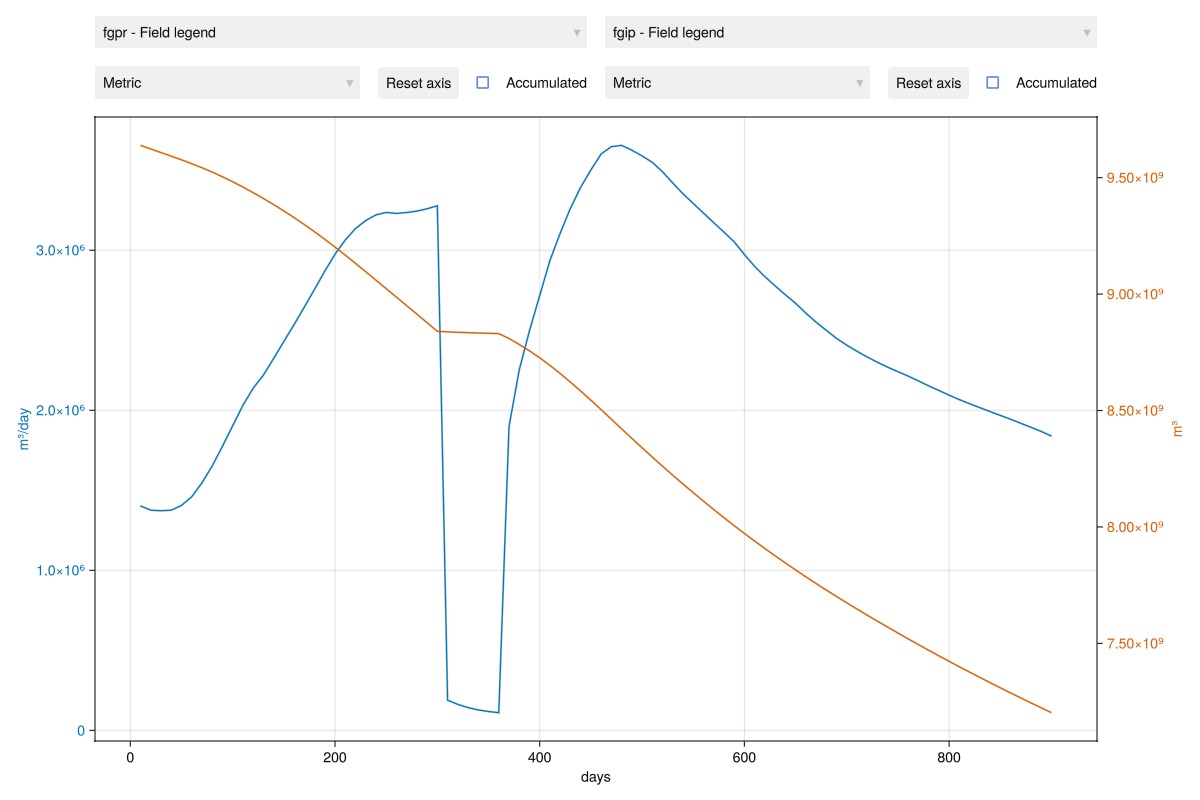 fgpr - Field legend ▼ fgip - Field legend ▼
Metric ▼ Reset axis Accumulated Metric ▼ Reset axis Accumulated
9.50×10⁹
3.0×10⁶
9.00×10⁹
2.0×10⁶ 8.50×10⁹
m³/day
m³
8.00×10⁹
1.0×10⁶
7.50×10⁹
0
0 200 400 600 800
days